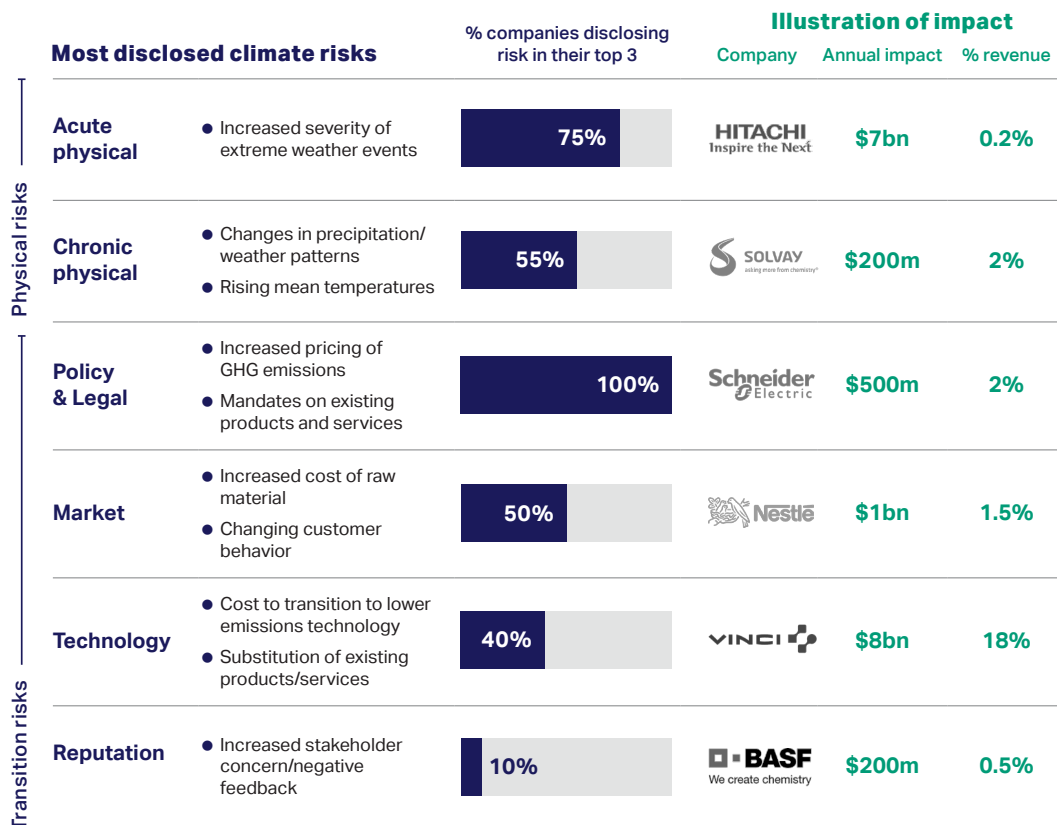 Illustration of impact
Most disclosed climate risks
% companies disclosing
risk in their top 3
Company
Annual impact
% revenue
Physical risks
Acute
physical
Increased severity of
extreme weather events
75%
HITACHI
Inspire the Next
$7bn
0.2%
Chronic
physical
Changes in precipitation/
weather patterns
Rising mean temperatures
55%
SOLVAY
asking more from chemistry®
$200m
2%
Transition risks
Policy
& Legal
Increased pricing of
GHG emissions
Mandates on existing
products and services
100%
Schneider
Electric
$500m
2%
Market
Increased cost of raw
material
Changing customer
behavior
50%
Nestlé
$1bn
1.5%
Technology
Cost to transition to lower
emissions technology
Substitution of existing
products/services
40%
VINCI
$8bn
18%
Reputation
Increased stakeholder
concern/negative
feedback
10%
BASF
We create chemistry
$200m
0.5%